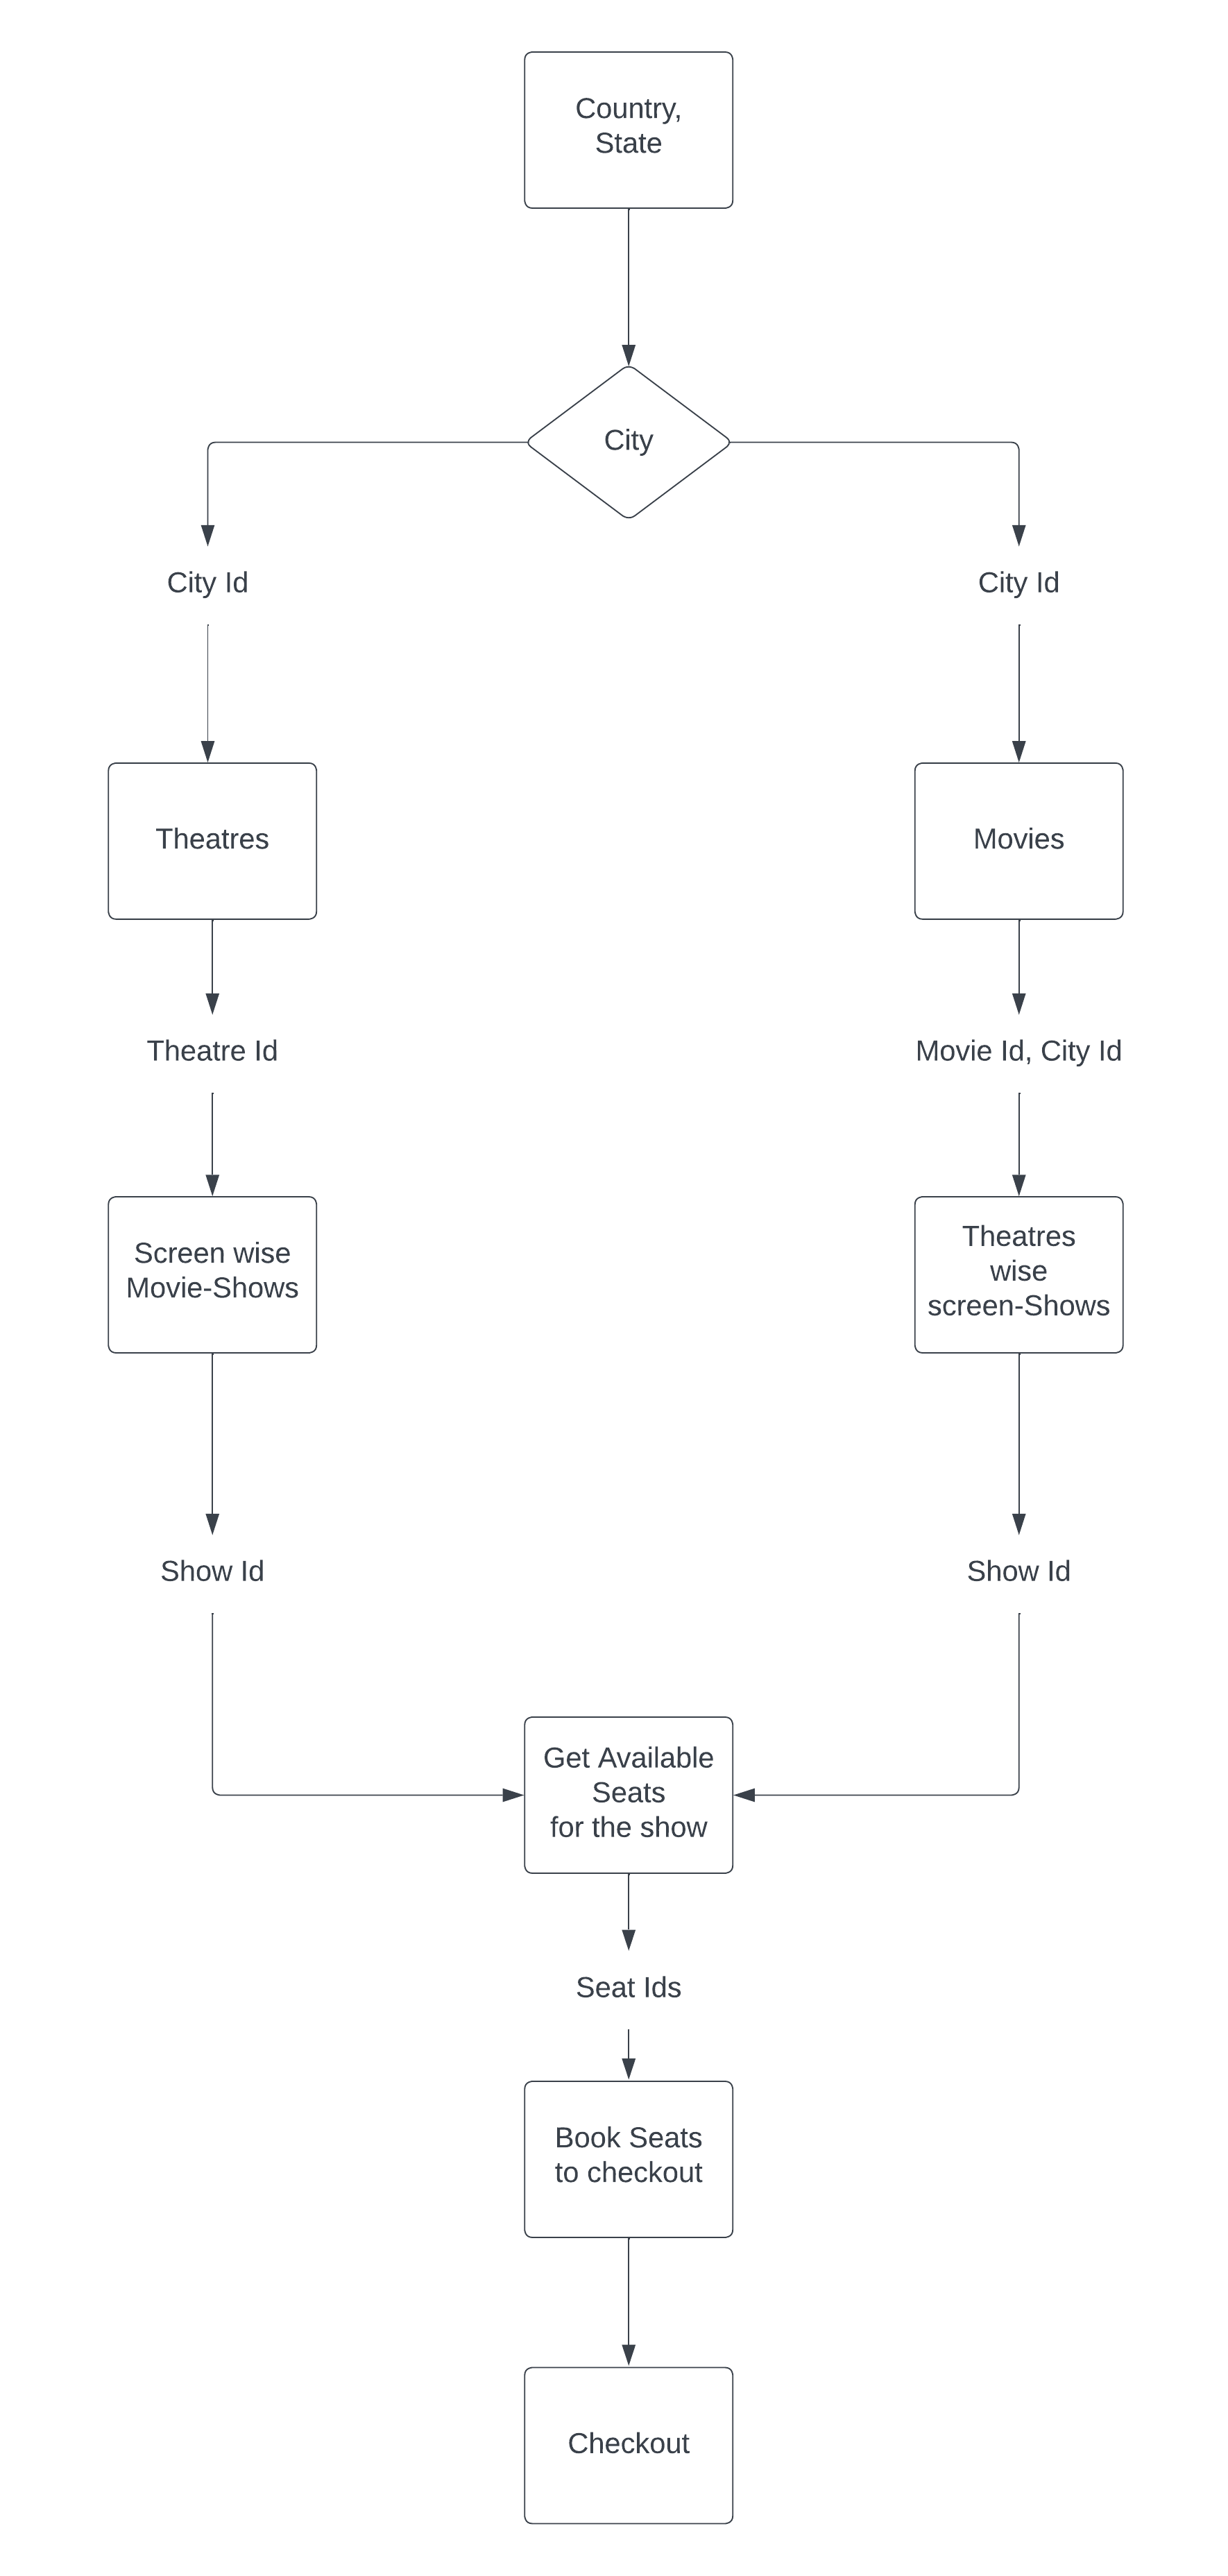 Country,
State
City
City Id
City Id
Theatres
Movies
Theatre Id
Movie Id, City Id
Screen wise
Movie-Shows
Theatres
wise
screen-Shows
Show Id
Show Id
Get Available
Seats
for the show
Seat Ids
Book Seats
to checkout
Checkout